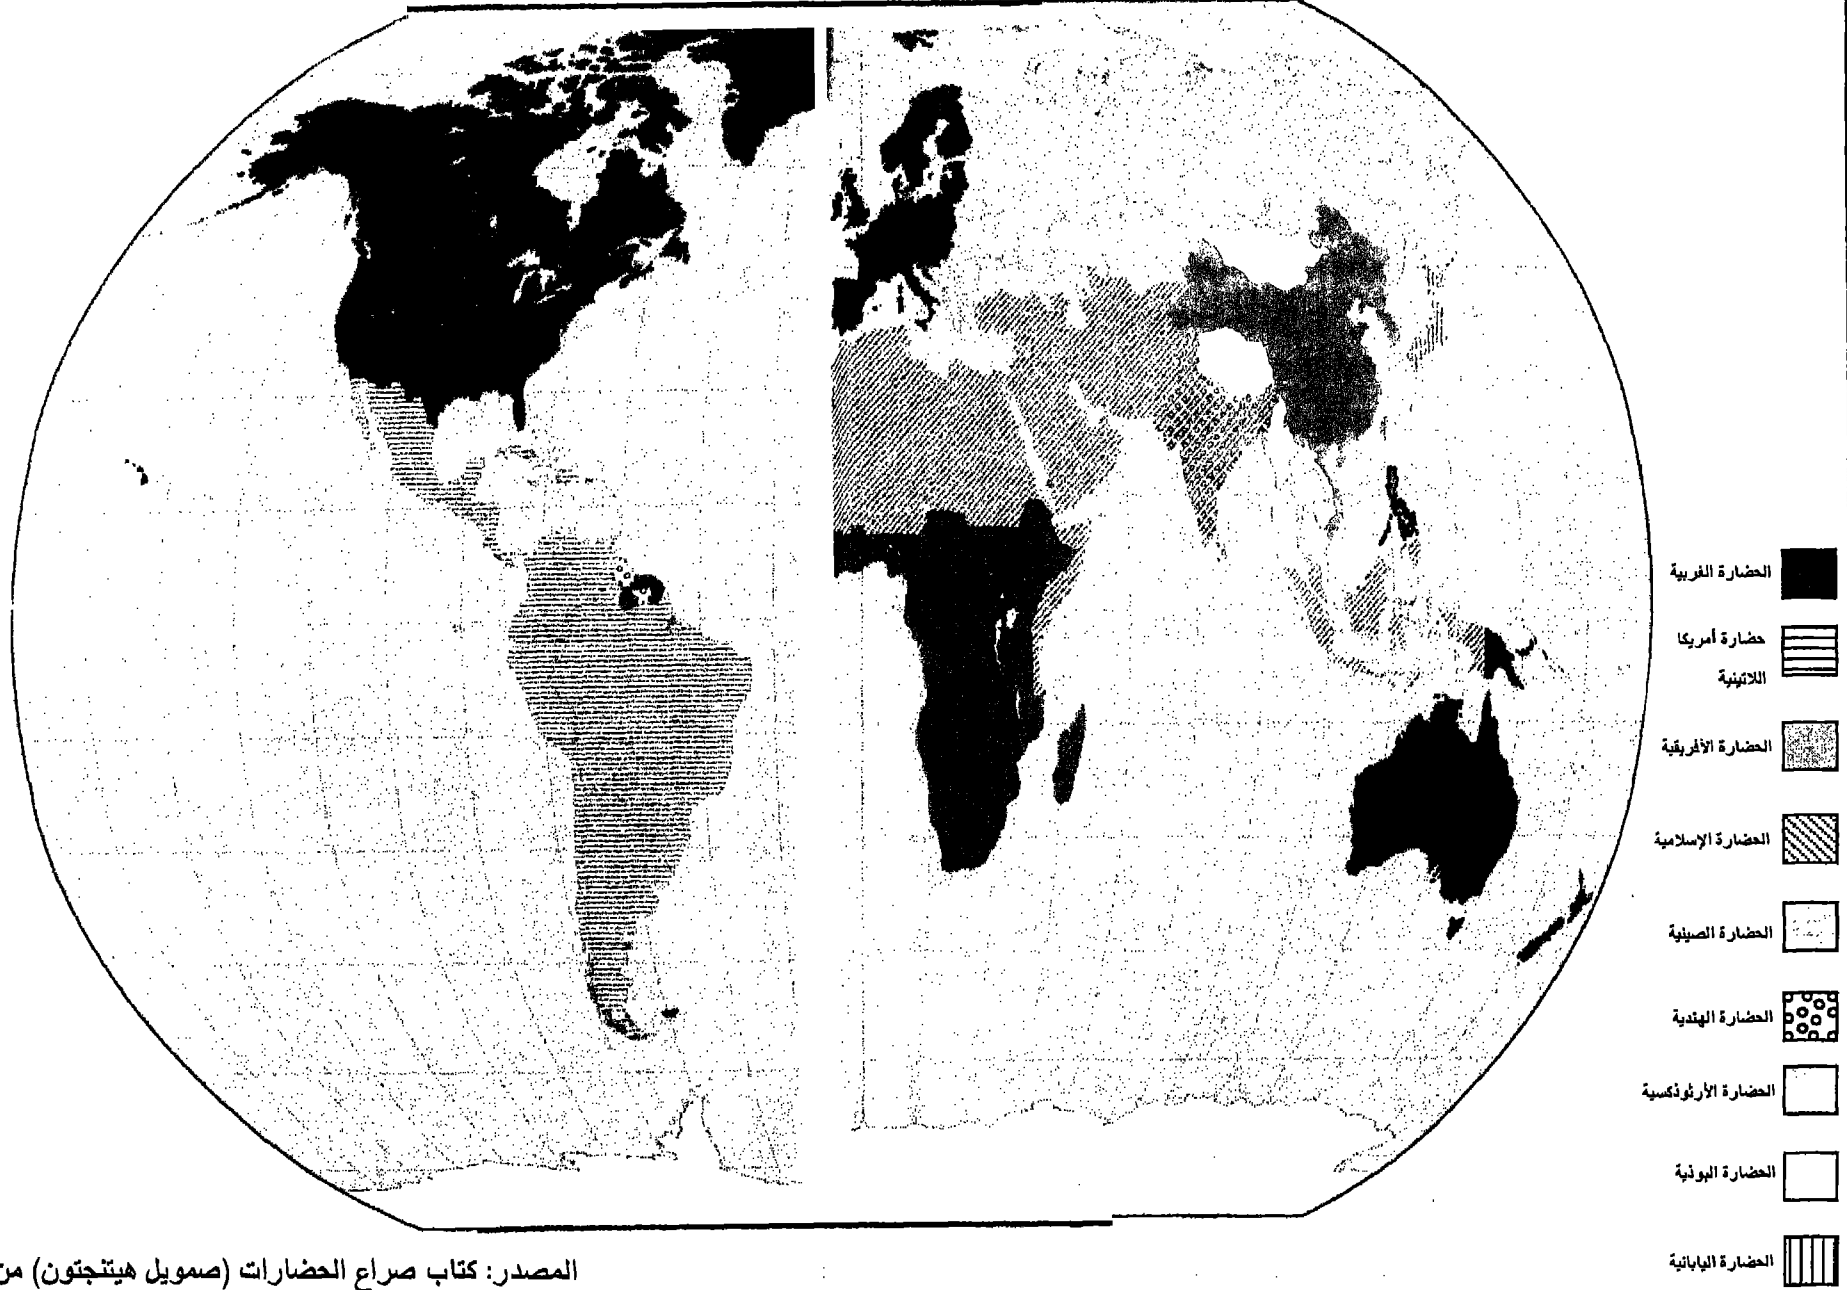 الحضارة الغربية
حضارة أمريكا
اللاتينية
الحضارة الأفريقية
الحضارة الإسلامية
الحضارة الصينية
الحضارة الهندية
الحضارة الأرثوذكسية
الحضارة البوذية
الحضارة اليابانية
المصدر: كتاب صراع الحضارات (صمويل هيتنجتون) من